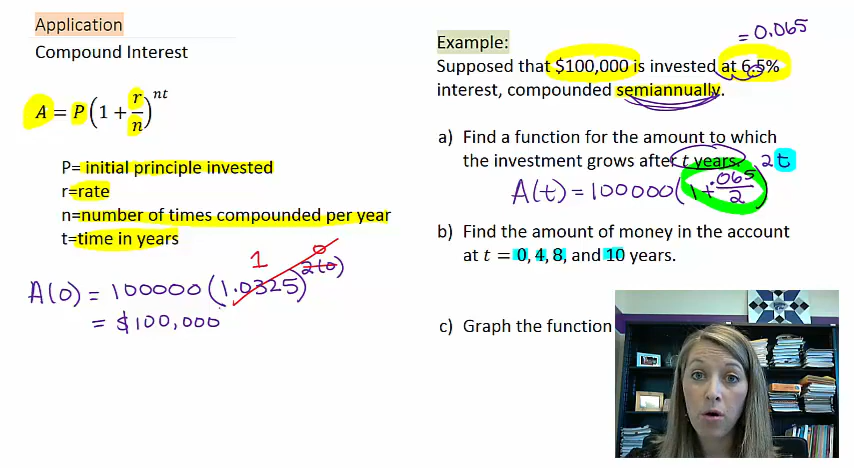 Application
Compound Interest
A = P(1 + r/n)^nt
P= initial principle invested
r=rate
n=number of times compounded per year
t=time in years
A(0) = 100000(1.0325)^2(0)
1
0
= $100,000
= 0.065
Example:
Supposed that $100,000 is invested at 6.5%
interest, compounded semiannually.
a) Find a function for the amount to which
the investment grows after t years.
A(t) = 100000(1+.065/2)^2t
b) Find the amount of money in the account
at t = 0, 4, 8, and 10 years.
c) Graph the function